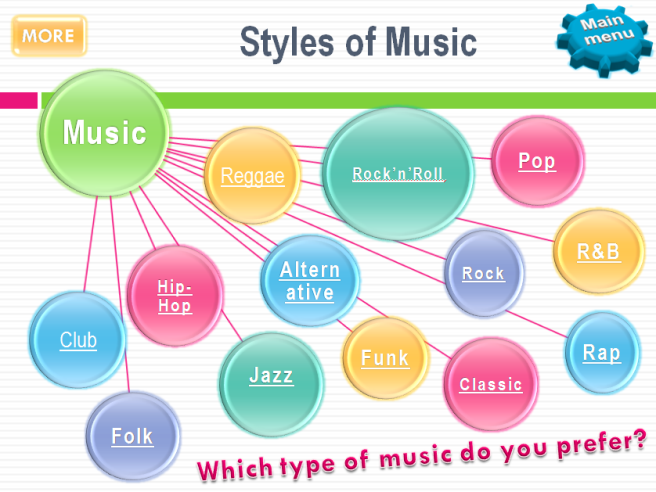 MORE
Styles of Music
Main
menu
Music
Reggae
Rock'n'Roll
Pop
R&B
Hip-
Hop
Altern
ative
Rock
Club
Jazz
Funk
Classic
Rap
Folk
Which type of music do you prefer?